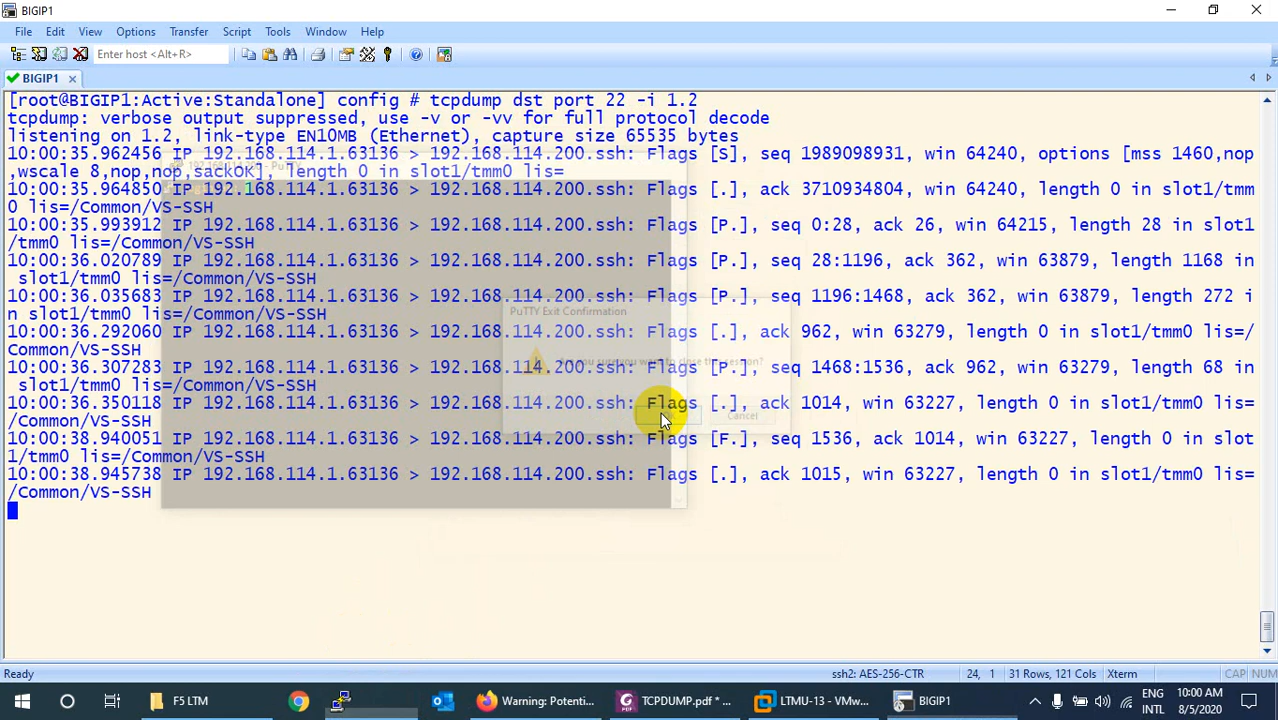 BIGIP1
File Edit View Options Transfer Script Tools Window Help
Enter host <Alt+R>
BIGIP1
[root@BIGIP1:Active:Standalone] config # tcpdump dst port 22 -i 1.2
tcpdump: verbose output suppressed, use -v or -vv for full protocol decode
listening on 1.2, link-type EN10MB (Ethernet), capture size 65535 bytes
10:00:35.962456 IP 192.168.114.1.63136 > 192.168.114.200.ssh: Flags [S], seq 1989098931, win 64240, options [mss 1460,nop
,wscale 8,nop,nop,sackOK], length 0 in slot1/tmm0 lis=
10:00:35.964850 IP 192.168.114.1.63136 > 192.168.114.200.ssh: Flags [.], ack 3710934804, win 64240, length 0 in slot1/tmm
0 lis=/Common/VS-SSH
10:00:35.993912 IP 192.168.114.1.63136 > 192.168.114.200.ssh: Flags [P.], seq 0:28, ack 26, win 64215, length 28 in slot1
/tmm0 lis=/Common/VS-SSH
10:00:36.020789 IP 192.168.114.1.63136 > 192.168.114.200.ssh: Flags [P.], seq 28:1196, ack 362, win 63879, length 1168 in
 slot1/tmm0 lis=/Common/VS-SSH
10:00:36.035683 IP 192.168.114.1.63136 > 192.168.114.200.ssh: Flags [P.], seq 1196:1468, ack 362, win 63879, length 272 i
n slot1/tmm0 lis=/Common/VS-SSH
PuTTY Exit Confirmation
10:00:36.292060 IP 192.168.114.1.63136 > 192.168.114.200.ssh: Flags [.], ack 962, win 63279, length 0 in slot1/tmm0 lis=/
Common/VS-SSH
Are you sure you want to close this session?
10:00:36.307283 IP 192.168.114.1.63136 > 192.168.114.200.ssh: Flags [P.], seq 1468:1536, ack 962, win 63279, length 68 in
 slot1/tmm0 lis=/Common/VS-SSH
10:00:36.350118 IP 192.168.114.1.63136 > 192.168.114.200.ssh: Flags [.], ack 1014, win 63227, length 0 in slot1/tmm0 lis=
/Common/VS-SSH
Cancel
10:00:38.940051 IP 192.168.114.1.63136 > 192.168.114.200.ssh: Flags [F.], seq 1536, ack 1014, win 63227, length 0 in slot
1/tmm0 lis=/Common/VS-SSH
10:00:38.945738 IP 192.168.114.1.63136 > 192.168.114.200.ssh: Flags [.], ack 1015, win 63227, length 0 in slot1/tmm0 lis=
/Common/VS-SSH
Ready ssh2: AES-256-CTR 24, 1 31 Rows, 121 Cols Xterm CAP NUM
F5 LTM Warning: Potenti... TCPDUMP.pdf * ... LTMU-13 - VMw... BIGIP1 ENG 10:00 AM
INTL 8/5/2020